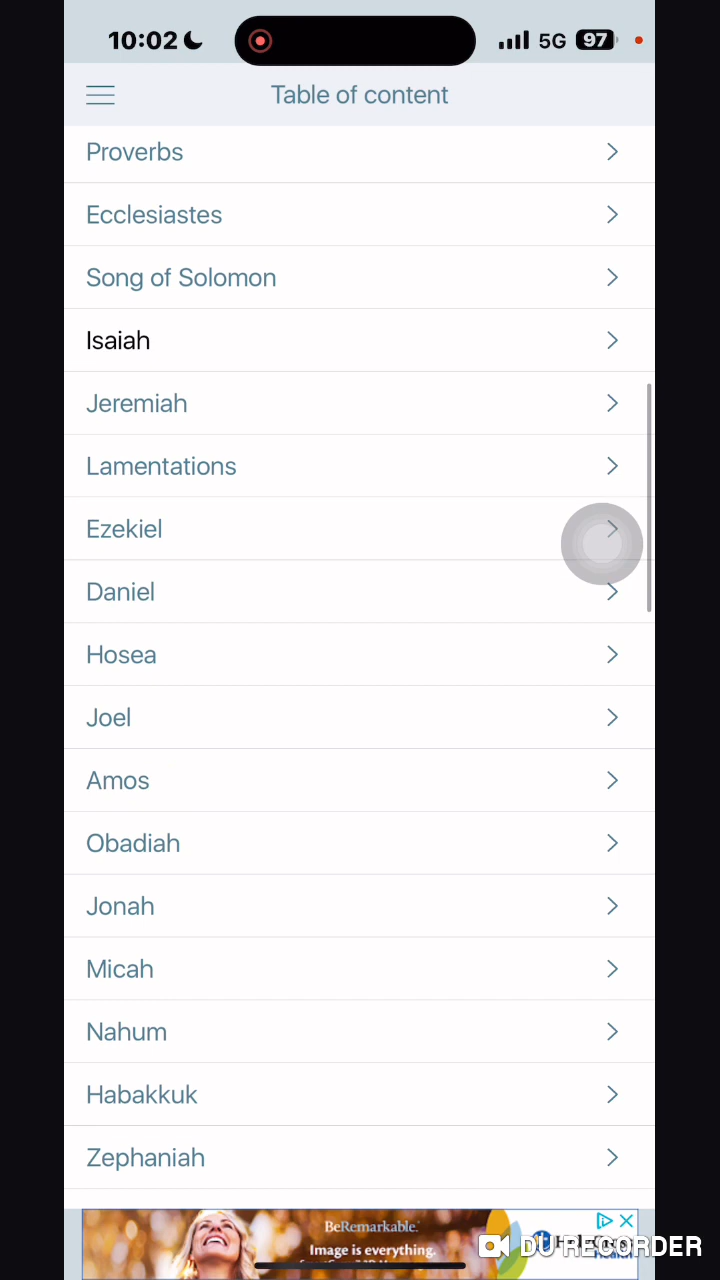 10:02
5G
97
Table of content
Proverbs
Ecclesiastes
Song of Solomon
Isaiah
Jeremiah
Lamentations
Ezekiel
Daniel
Hosea
Joel
Amos
Obadiah
Jonah
Micah
Nahum
Habakkuk
Zephaniah
BeRemarkable.
Image is everything.
DU RECORDER